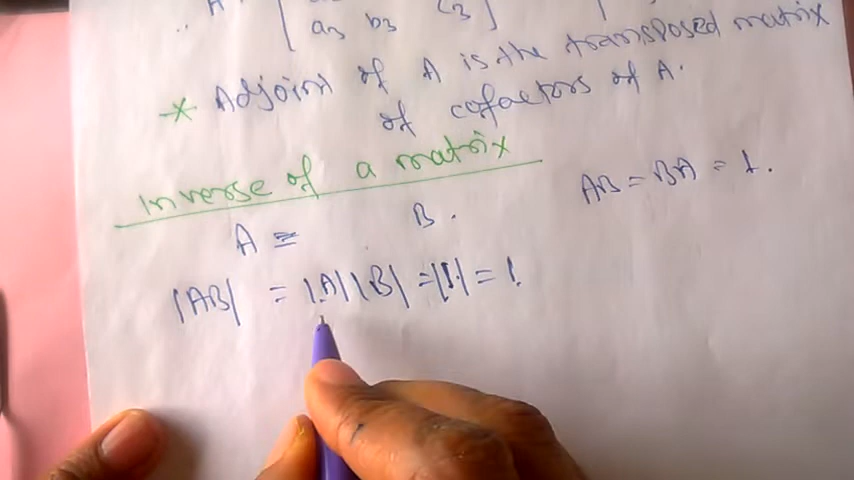 ∴ A
a3 b3 c3
* Adjoint of A is the transposed matrix
of cofactors of A.
Inverse of a matrix
AB = BA = I.
A = B.
|AB| = |A||B| = |I| = 1.